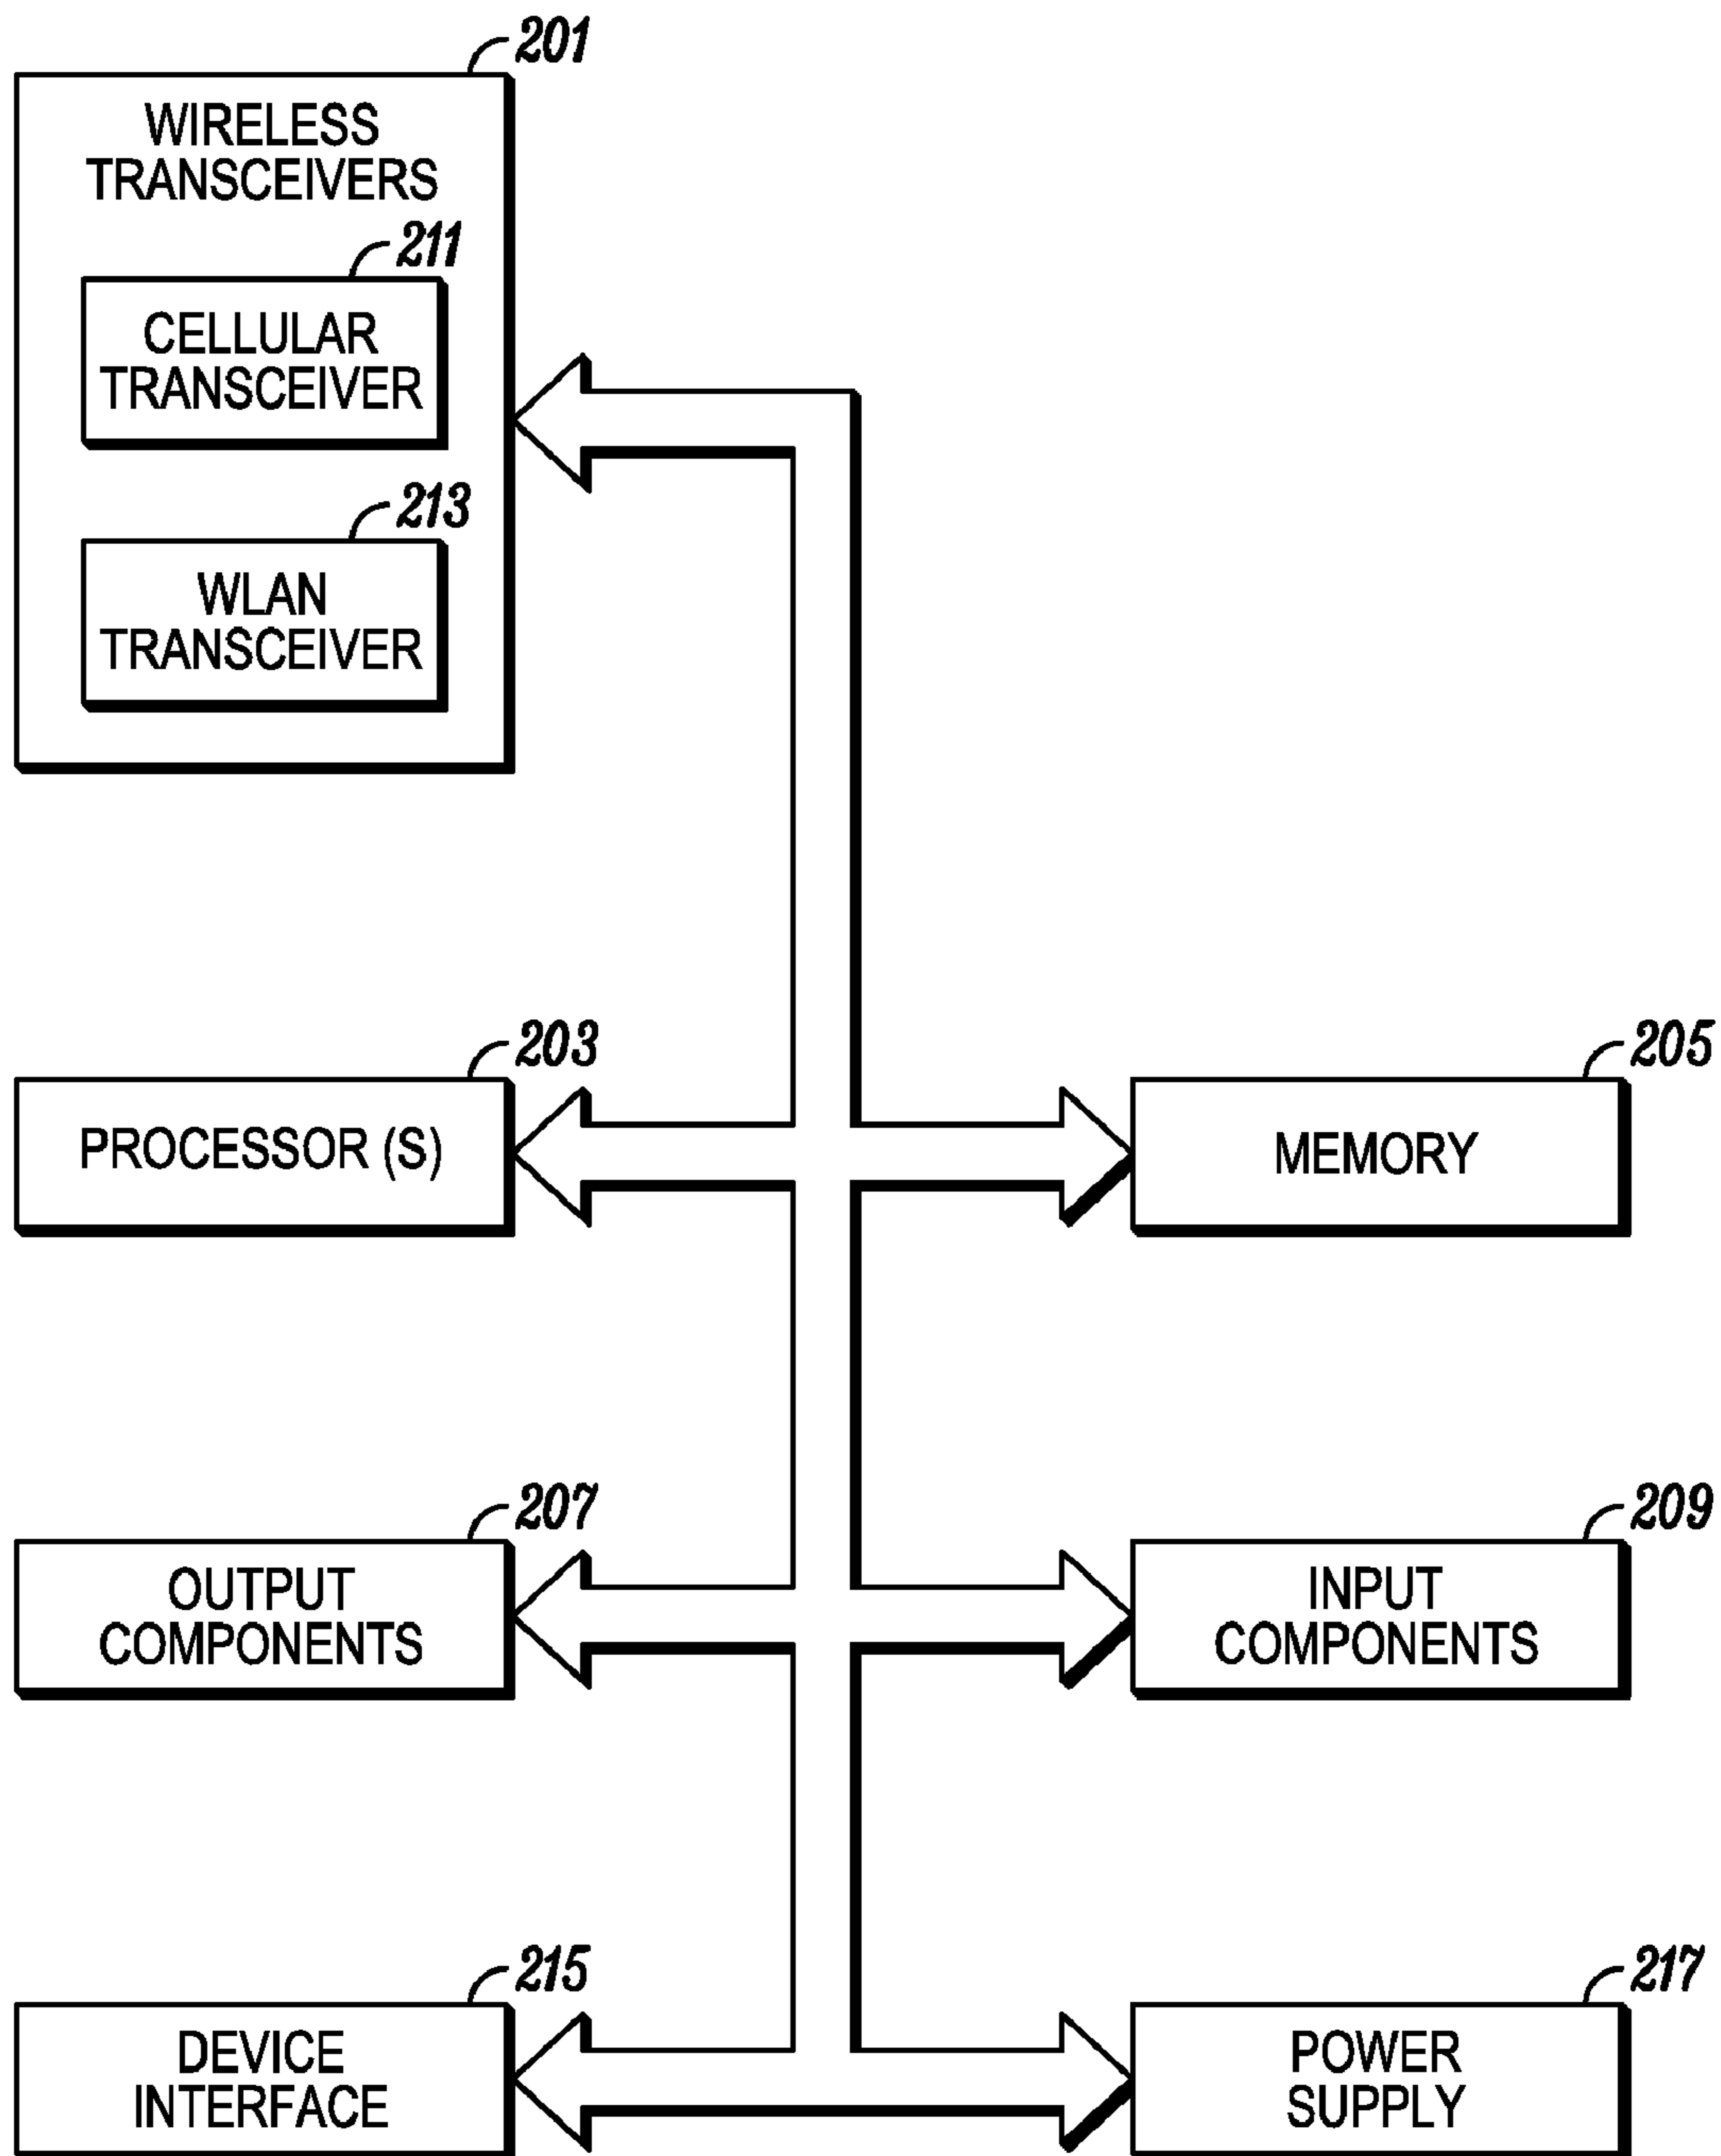 201
WIRELESS
TRANSCEIVERS
211
CELLULAR
TRANSCEIVER
213
WLAN
TRANSCEIVER
203
PROCESSOR (S)
205
MEMORY
207
OUTPUT
COMPONENTS
209
INPUT
COMPONENTS
215
DEVICE
INTERFACE
217
POWER
SUPPLY